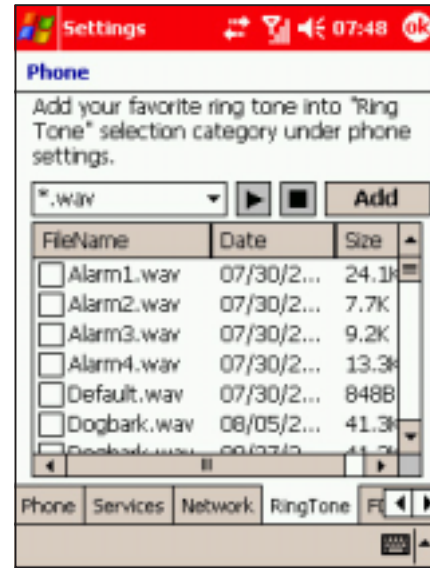 Settings 07:48 ok
Phone
Add your favorite ring tone into "Ring
Tone" selection category under phone
settings.
*.wav Add
FileName Date Size
Alarm1.wav 07/30/2... 24.1K
Alarm2.wav 07/30/2... 7.7K
Alarm3.wav 07/30/2... 9.2K
Alarm4.wav 07/30/2... 13.3K
Default.wav 07/30/2... 848B
Dogbark.wav 08/05/2... 41.3K
Phone Services Network RingTone